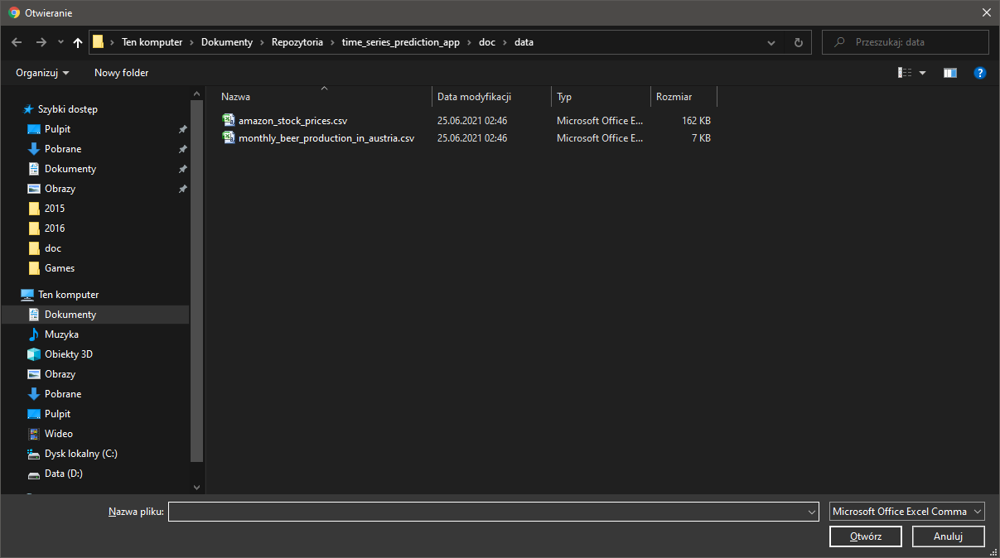 Otwieranie
Ten komputer > Dokumenty > Repozytoria > time_series_prediction_app > doc > data
Przeszukaj: data
Organizuj Nowy folder
Szybki dostęp
Pulpit
Pobrane
Dokumenty
Obrazy
2015
2016
doc
Games
Ten komputer
Dokumenty
Muzyka
Obiekty 3D
Obrazy
Pobrane
Pulpit
Wideo
Dysk lokalny (C:)
Data (D:)
Nazwa Data modyfikacji Typ Rozmiar
amazon_stock_prices.csv 25.06.2021 02:46 Microsoft Office E... 162 KB
monthly_beer_production_in_austria.csv 25.06.2021 02:46 Microsoft Office E... 7 KB
Nazwa pliku:
Microsoft Office Excel Comma
Otwórz Anuluj